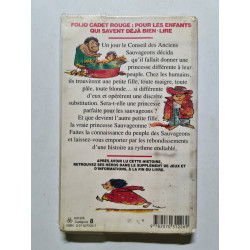 FOLIO CADET ROUGE : POUR LES ENFANTS
QUI SAVENT DÉJÀ BIEN-LIRE
Un jour le Conseil des Anciens
Sauvageons décida
qu'il fallait donner une
princesse différente à leur
peuple. Chez les humains,
ils trouvèrent une petite fille, toute maigre, toute
pâle, toute blonde... si différente
d'eux et opérèrent une discrète
substitution. Sera-t-elle une princesse
parfaite pour les sauvageons ?
Et que devient l'autre petite fille,
la vraie princesse Sauvageonne ?
Faites
la connaissance du peuple des Sauvageons
et laissez-vous emporter par les rebondissements
d'une histoire au rythme endiablé.
APRÈS AVOIR LU CETTE HISTOIRE,
RETROUVEZ SES HÉROS DANS LE SUPPLÉMENT DE JEUX ET
D'INFORMATIONS, À LA FIN DU LIVRE.
catégorie 8